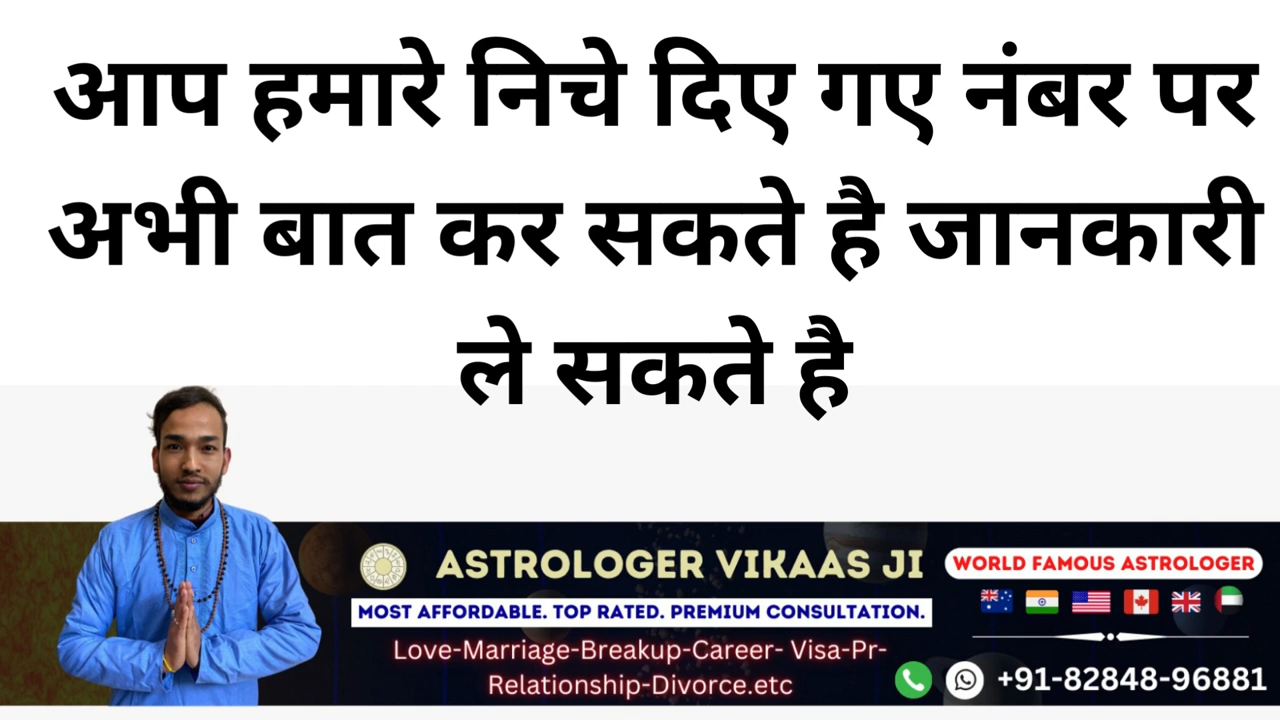 आप हमारे निचे दिए गए नंबर पर
अभी बात कर सकते है जानकारी
ले सकते है
ASTROLOGER VIKAAS JI
MOST AFFORDABLE. TOP RATED. PREMIUM CONSULTATION.
Love-Marriage-Breakup-Career- Visa-Pr-
Relationship-Divorce.etc
WORLD FAMOUS ASTROLOGER
+91-82848-96881